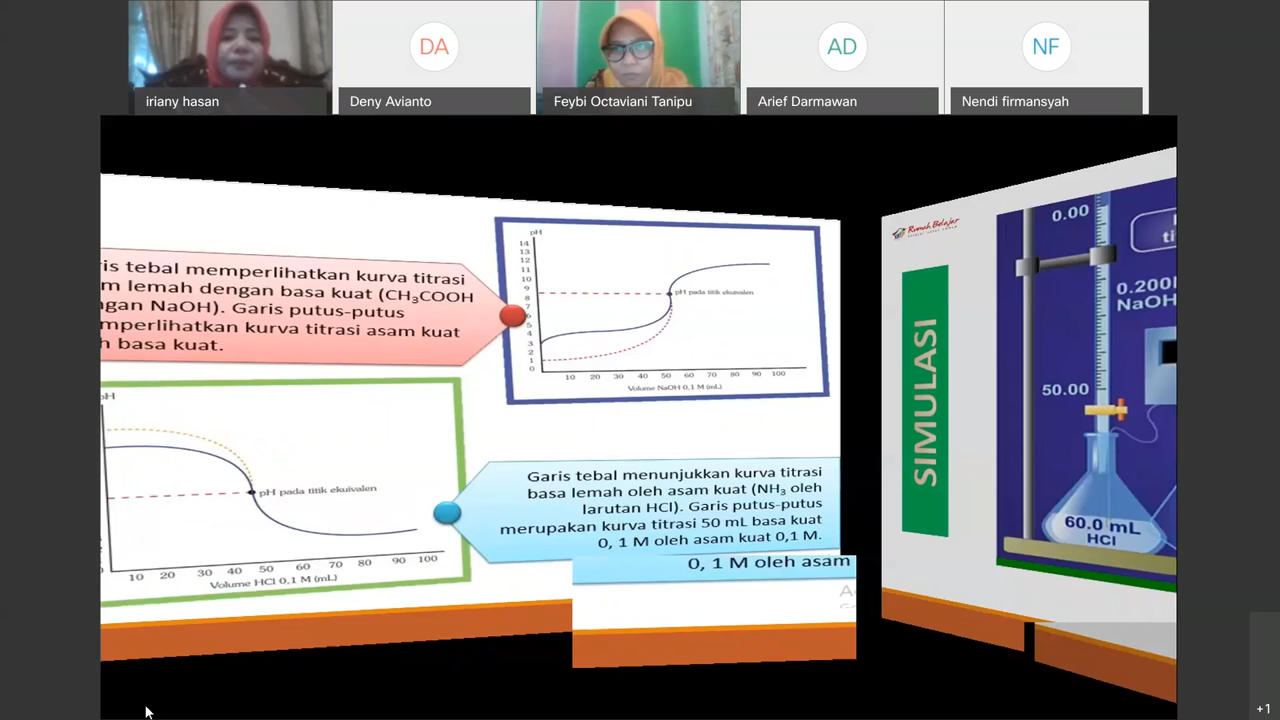 DA
AD
NF
iriany hasan
Deny Avianto
Feybi Octaviani Tanipu
Arief Darmawan
Nendi firmansyah
ris tebal memperlihatkan kurva titrasi
m lemah dengan basa kuat (CH₃COOH
ngan NaOH). Garis putus-putus
mperlihatkan kurva titrasi asam kuat
h basa kuat.
pH
14
13
12
11
10
9
8
7
6
5
4
3
2
1
0
pH pada titik ekuivalen
10 20 30 40 50 60 70 80 90 100
Volume NaOH 0,1 M (mL)
pH
pH pada titik ekuivalen
10 20 30 40 50 60 70 80 90 100
Volume HCl 0,1 M (mL)
Garis tebal menunjukkan kurva titrasi
basa lemah oleh asam kuat (NH₃ oleh
larutan HCl). Garis putus-putus
merupakan kurva titrasi 50 mL basa kuat
0, 1 M oleh asam kuat 0,1 M.
0, 1 M oleh asam
Rumah Belajar
SIMULASI
0.00
ti
0.200
NaOH
50.00
60.0 mL
HCl
+1